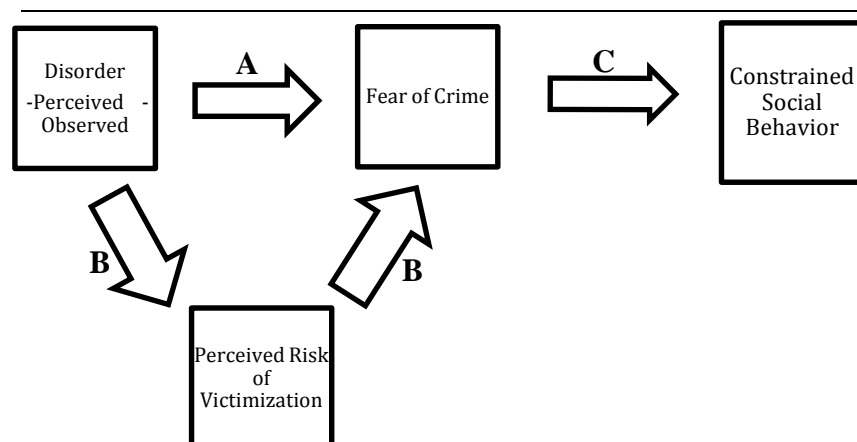 A
C
Disorder
-Perceived -
Observed
Fear of Crime
Constrained
Social
Behavior
B
B
Perceived Risk
of
Victimization